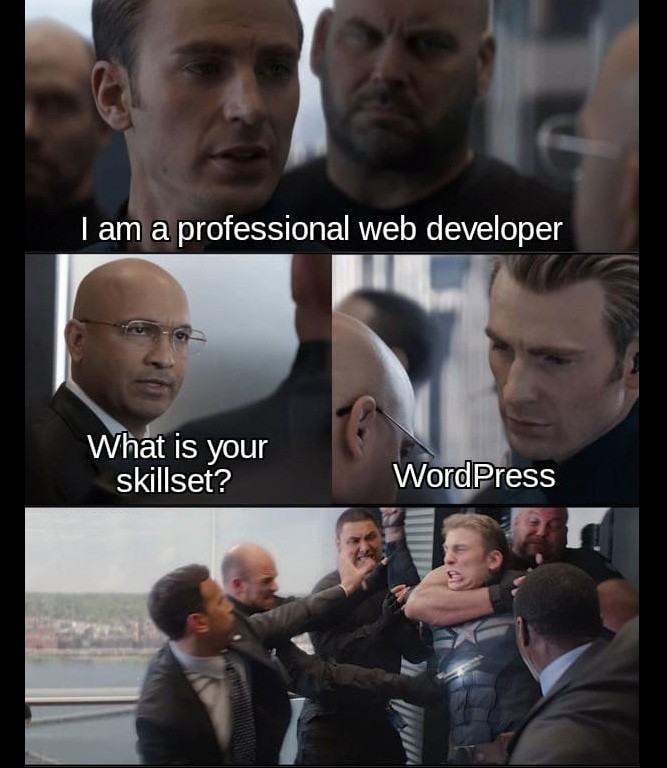 I am a professional web developer
What is your
skillset?
WordPress